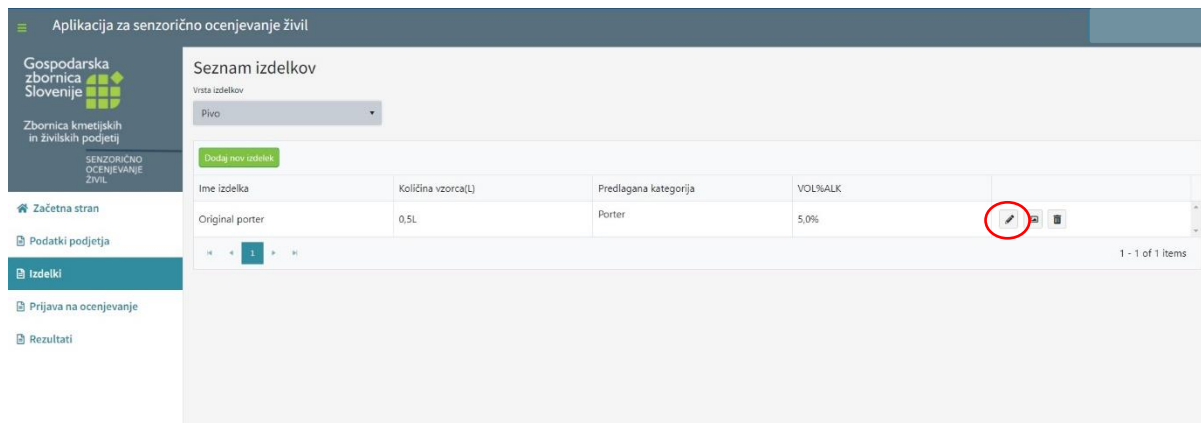 Aplikacija za senzorično ocenjevanje živil
Gospodarska
zbornica
Slovenije
Zbornica kmetijskih
in živilskih podjetij
SENZORIČNO
OCENJEVANJE
ŽIVIL
Začetna stran
Podatki podjetja
Izdelki
Prijava na ocenjevanje
Rezultati
Seznam izdelkov
Vrsta izdelkov
Pivo
Dodaj nov izdelek
Ime izdelka Količina vzorca(L) Predlagana kategorija VOL%ALK
Original porter 0,5L Porter 5,0%
1 1 - 1 of 1 items